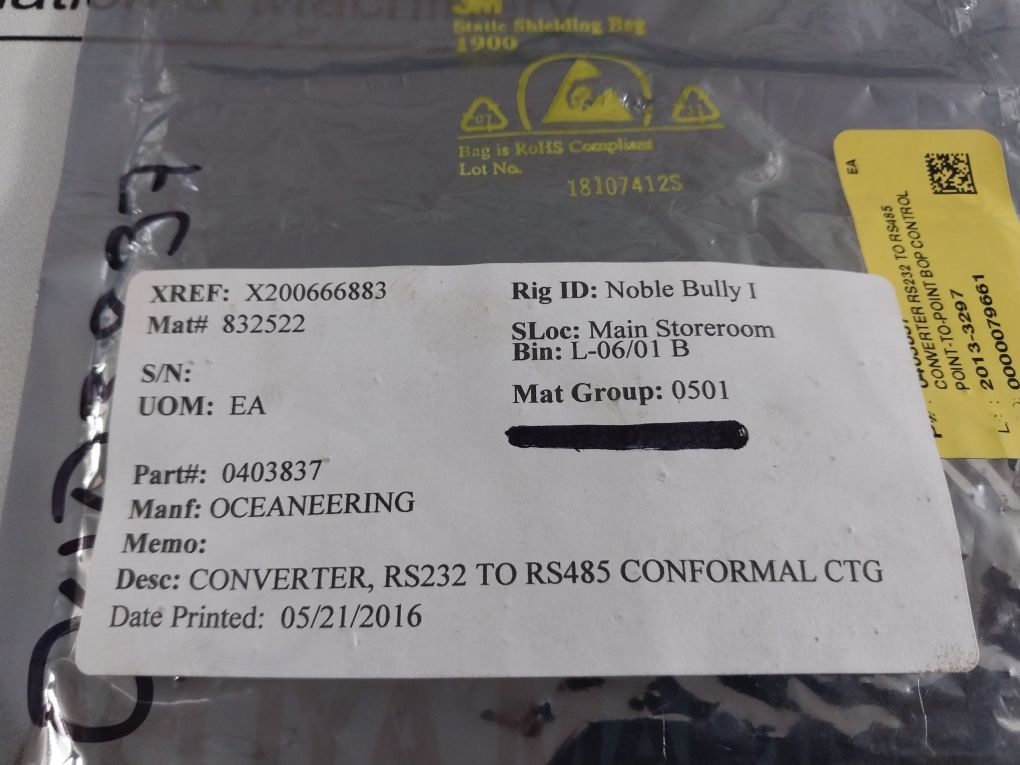 & Machinery
3M
Static Shielding Bag
1900
07
21
Bag is RoHS Compliant
Lot No.
18107412S
XREF: X200666883
Mat# 832522
S/N:
UOM: EA
Rig ID: Noble Bully I
SLoc: Main Storeroom
Bin: L-06/01 B
Mat Group: 0501
Part#: 0403837
Manf: OCEANEERING
Memo:
Desc: CONVERTER, RS232 TO RS485 CONFORMAL CTG
Date Printed: 05/21/2016
EA
CONVERTER RS232 TO RS485
POINT-TO-POINT BOP CONTROL
2013-3297
0000079661